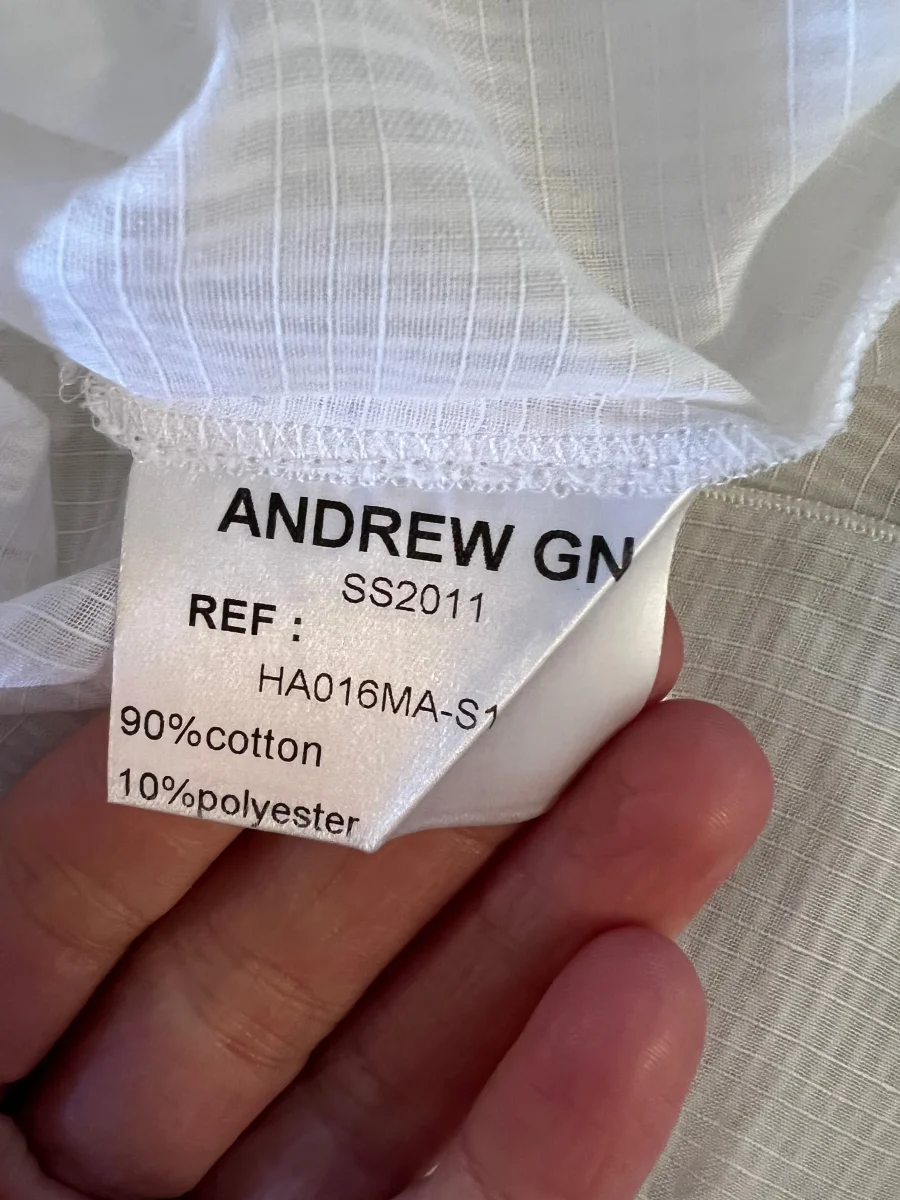 ANDREW GN
SS2011
REF :
HA016MA-S1
90%cotton
10%polyester